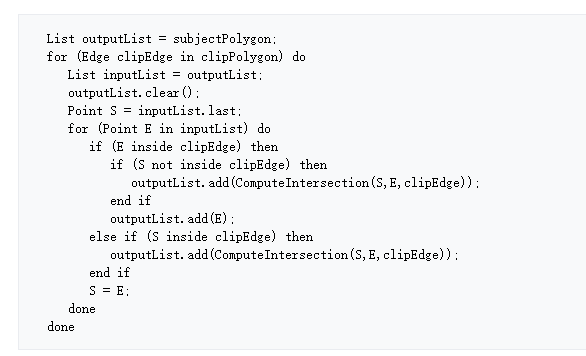 List outputList = subjectPolygon;
for (Edge clipEdge in clipPolygon) do
List inputList = outputList;
outputList.clear();
Point S = inputList.last;
for (Point E in inputList) do
if (E inside clipEdge) then
if (S not inside clipEdge) then
outputList.add(ComputeIntersection(S,E,clipEdge));
end if
outputList.add(E);
else if (S inside clipEdge) then
outputList.add(ComputeIntersection(S,E,clipEdge));
end if
S = E;
done
done